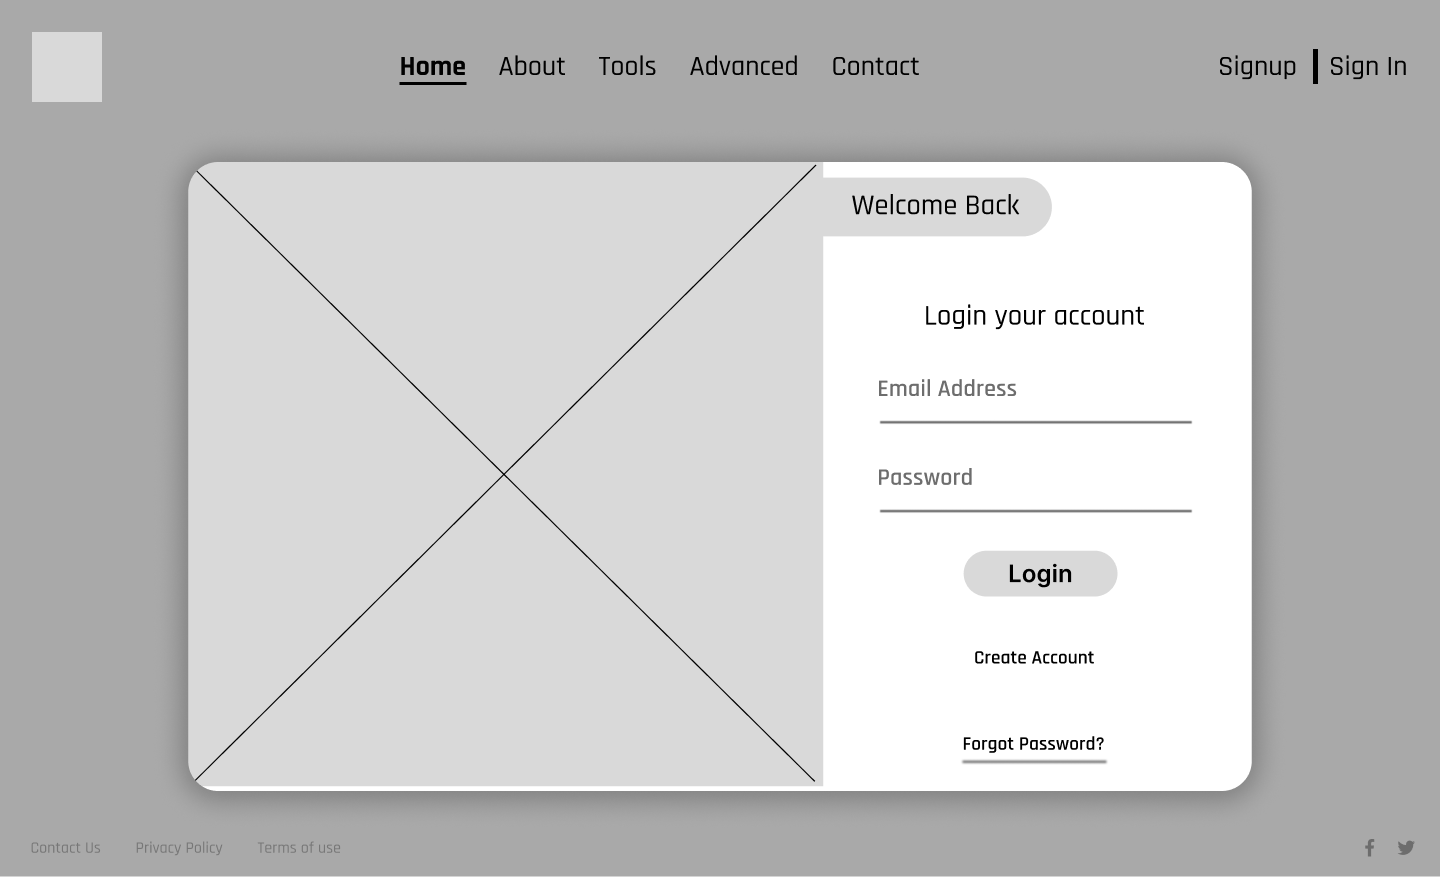 Home About Tools Advanced Contact Signup Sign In
Welcome Back
Login your account
Email Address
Password
Login
Create Account
Forgot Password?
Contact Us Privacy Policy Terms of use